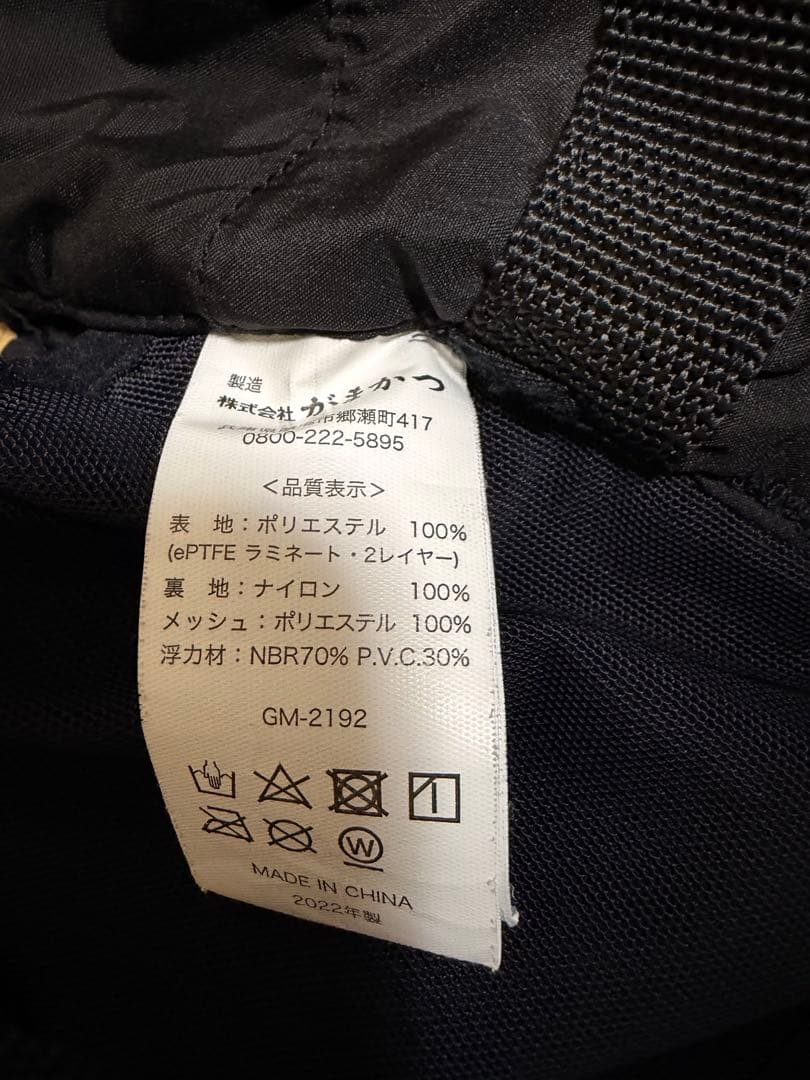 製造
株式会社 がまかつ
市郷瀬町417
0800-222-5895
＜品質表示＞
表 地：ポリエステル 100%
(ePTFE ラミネート・2レイヤー)
裏 地：ナイロン 100%
メッシュ：ポリエステル 100%
浮力材：NBR70% P.V.C.30%
GM-2192
W
MADE IN CHINA
2022年製